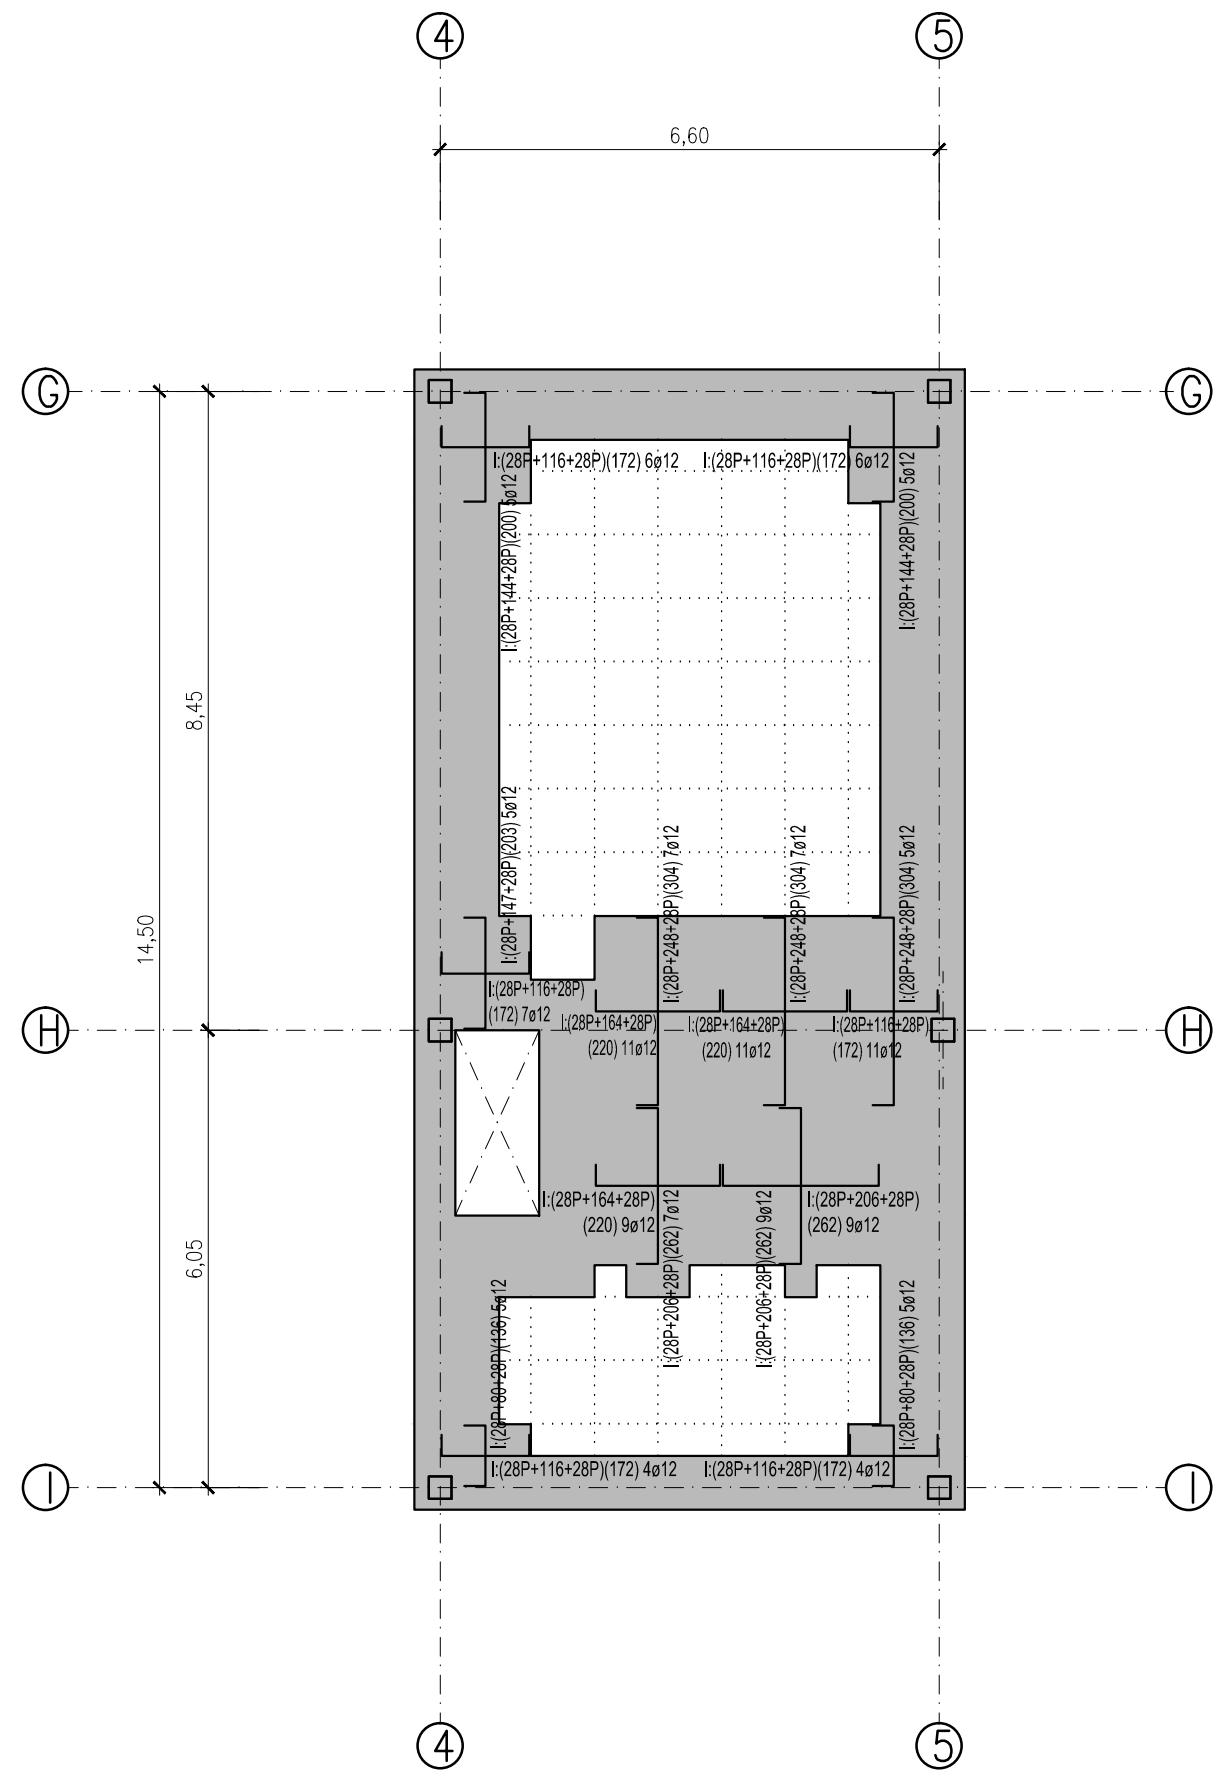 4
5
6,60
G
G
I:(28P+116+28P)(172) 6ø12
I:(28P+116+28P)(172) 6ø12
I:(28P+144+28P)(200) 5ø12
I:(28P+144+28P)(200) 5ø12
8,45
14,50
I:(28P+147+28P)(203) 5ø12
I:(28P+248+28P)(304) 7ø12
I:(28P+248+28P)(304) 7ø12
I:(28P+248+28P)(304) 5ø12
I:(28P+116+28P)
(172) 7ø12
I:(28P+164+28P)
(220) 11ø12
I:(28P+164+28P)
(220) 11ø12
I:(28P+116+28P)
(172) 11ø12
H
H
I:(28P+164+28P)
(220) 9ø12
I:(28P+206+28P)
(262) 9ø12
I:(28P+206+28P)(262) 7ø12
I:(28P+206+28P)(262) 9ø12
6,05
I:(28P+80+28P)(136) 5ø12
I:(28P+80+28P)(136) 5ø12
I:(28P+116+28P)(172) 4ø12
I:(28P+116+28P)(172) 4ø12
I
I
4
5